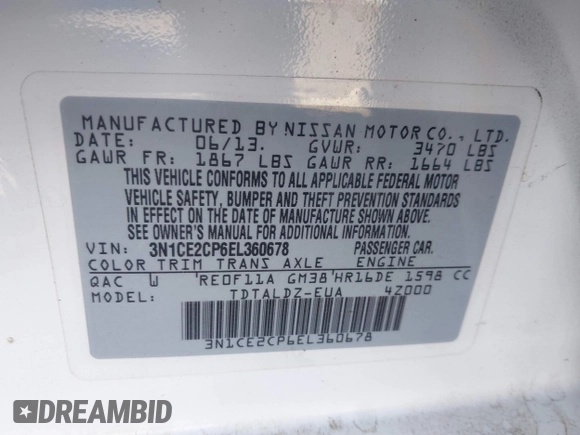 MANUFACTURED BY NISSAN MOTOR CO., LTD.
DATE: 06/13. GVWR: 3470 LBS
GAWR FR: 1867 LBS GAWR RR: 1664 LBS
THIS VEHICLE CONFORMS TO ALL APPLICABLE FEDERAL MOTOR
VEHICLE SAFETY, BUMPER AND THEFT PREVENTION STANDARDS
IN EFFECT ON THE DATE OF MANUFACTURE SHOWN ABOVE.
SEE OWNER'S MANUAL FOR ADDITIONAL INFORMATION.
VIN: 3N1CE2CP6EL360678 PASSENGER CAR.
COLOR TRIM TRANS AXLE ENGINE
QAC W 'RE0F11A GM38'HR16DE 1598 CC
MODEL: TDTALDZ-EUA 4Z000
3N1CE2CP6EL360678
DREAMBID